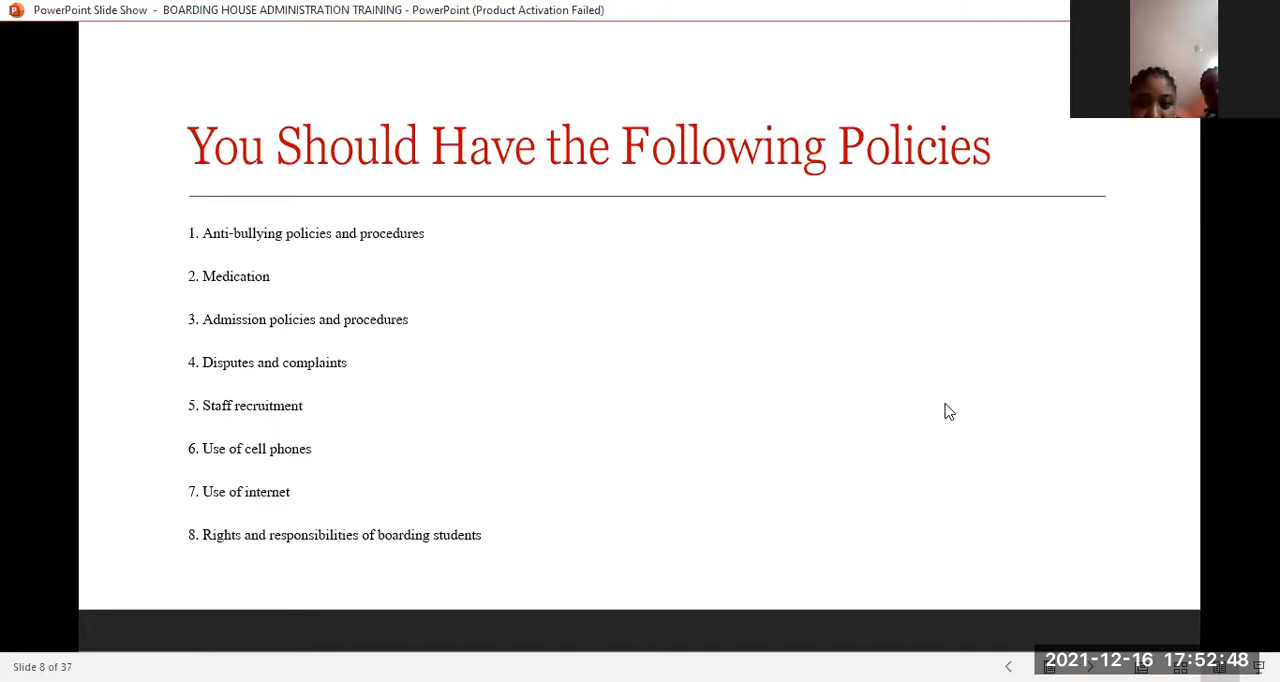 PowerPoint Slide Show - BOARDING HOUSE ADMINISTRATION TRAINING - PowerPoint (Product Activation Failed)
You Should Have the Following Policies
1. Anti-bullying policies and procedures
2. Medication
3. Admission policies and procedures
4. Disputes and complaints
5. Staff recruitment
6. Use of cell phones
7. Use of internet
8. Rights and responsibilities of boarding students
Slide 8 of 37
2021-12-16 17:52:48